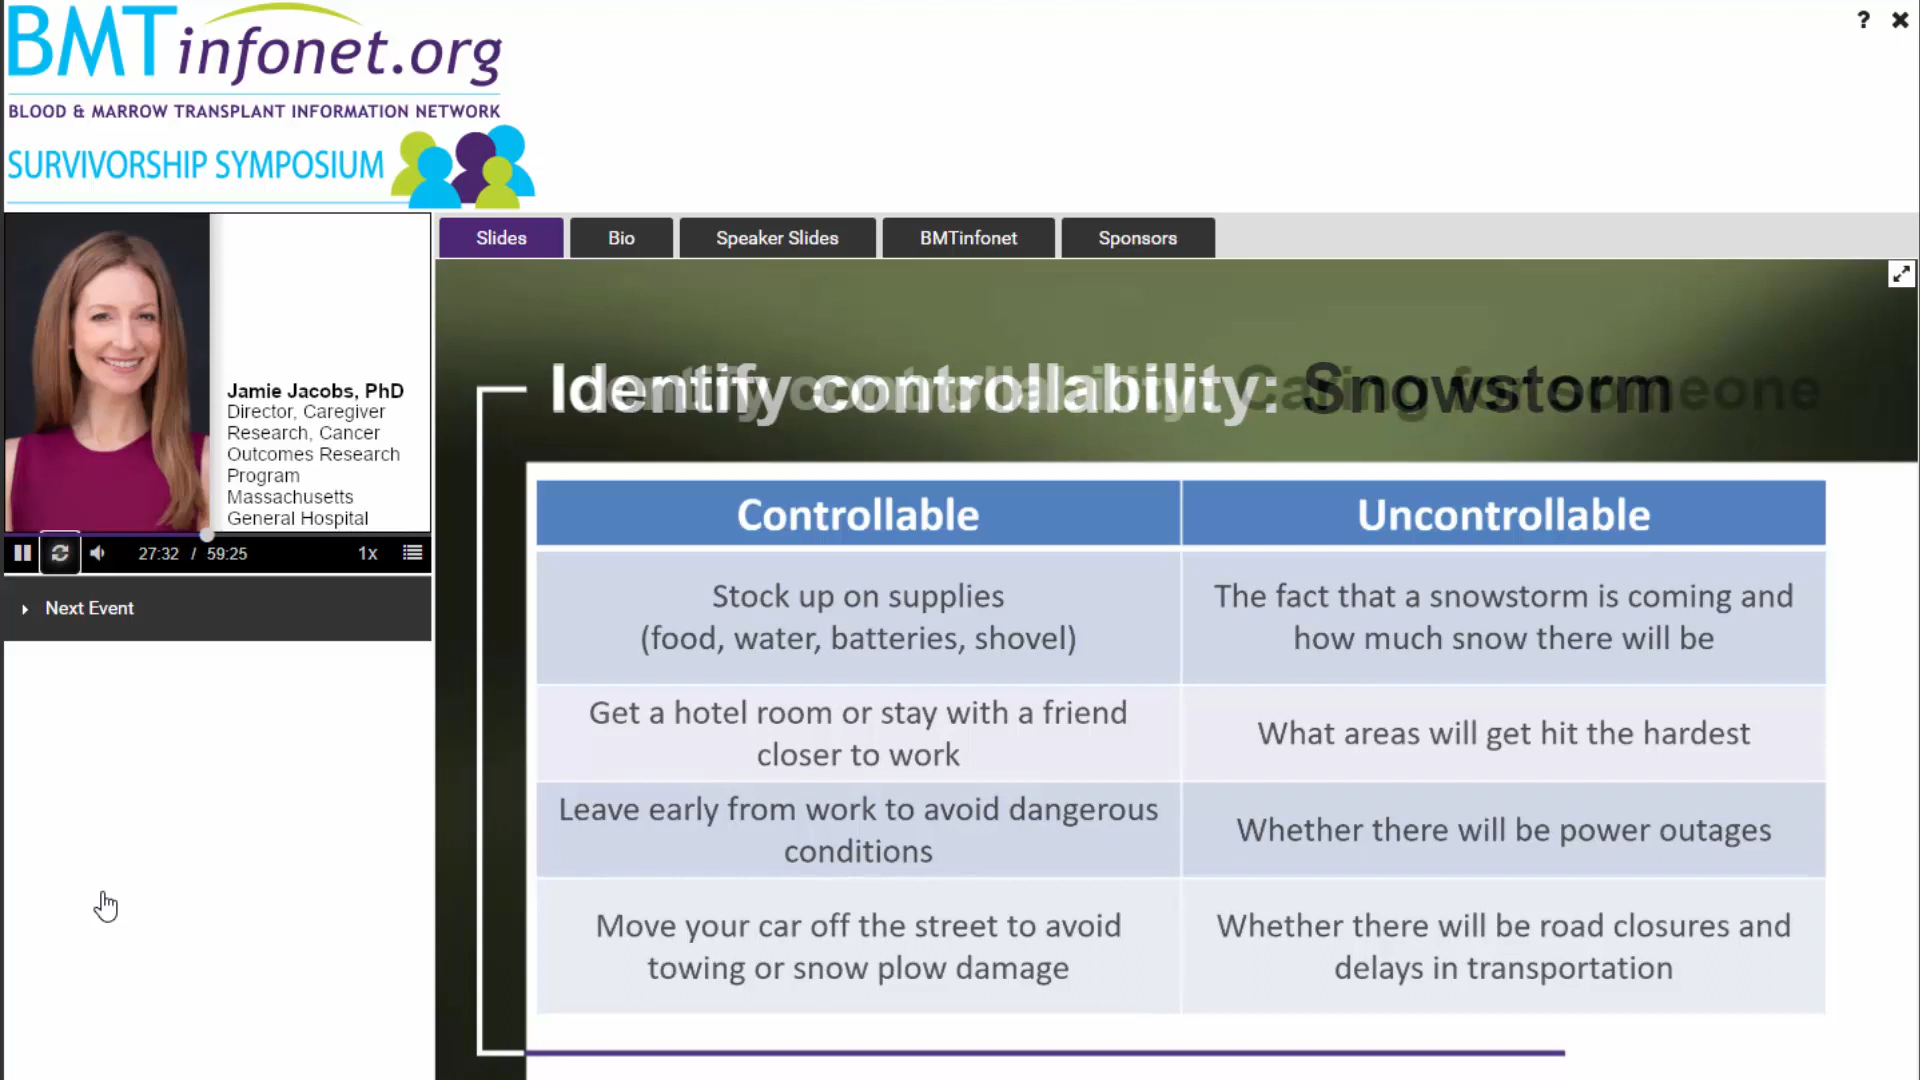 BMTinfonet.org
BLOOD & MARROW TRANSPLANT INFORMATION NETWORK
SURVIVORSHIP SYMPOSIUM
?
Jamie Jacobs, PhD
Director, Caregiver
Research, Cancer
Outcomes Research
Program
Massachusetts
General Hospital
27:32 / 59:25
1x
Next Event
Slides
Bio
Speaker Slides
BMTinfonet
Sponsors
Identify controllability: Snowstorm
Identify controllability: Caring for someone
Controllable
Uncontrollable
Stock up on supplies
(food, water, batteries, shovel)
The fact that a snowstorm is coming and
how much snow there will be
Get a hotel room or stay with a friend
closer to work
What areas will get hit the hardest
Leave early from work to avoid dangerous
conditions
Whether there will be power outages
Move your car off the street to avoid
towing or snow plow damage
Whether there will be road closures and
delays in transportation